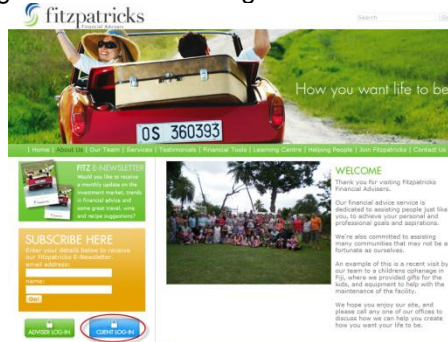 fitzpatricks
Financial Advisers
Search
How you want life to be
OS 360393
| Home | About Us | Our Team | Services | Testimonials | Financial Tools | Learning Centre | Helping People | Join Fitzpatricks | Contact Us
FITZ E-NEWSLETTER
Would you like to receive
a monthly update on the
investment market, trends
in financial advice and
some great travel, wine
and recipe suggestions?
SUBSCRIBE HERE
Enter your details below to receive
our Fitzpatricks E-Newsletter.
email address:
name:
Go!
ADVISER LOG-IN
CLIENT LOG-IN
WELCOME
Thank you for visiting Fitzpatricks
Financial Advisers.
Our financial advice service is
dedicated to assisting people just like
you, to achieve your personal and
professional goals and aspirations.
We're also committed to assisting
many communities that may not be as
fortunate as ourselves.
An example of this is a recent visit by
our team to a childrens orphanage in
Fiji, where we provided gifts for the
kids, and equipment to help with the
maintenance of the facility.
We hope you enjoy our site, and
please call any one of our offices to
discuss how we can help you create
how you want your life to be.